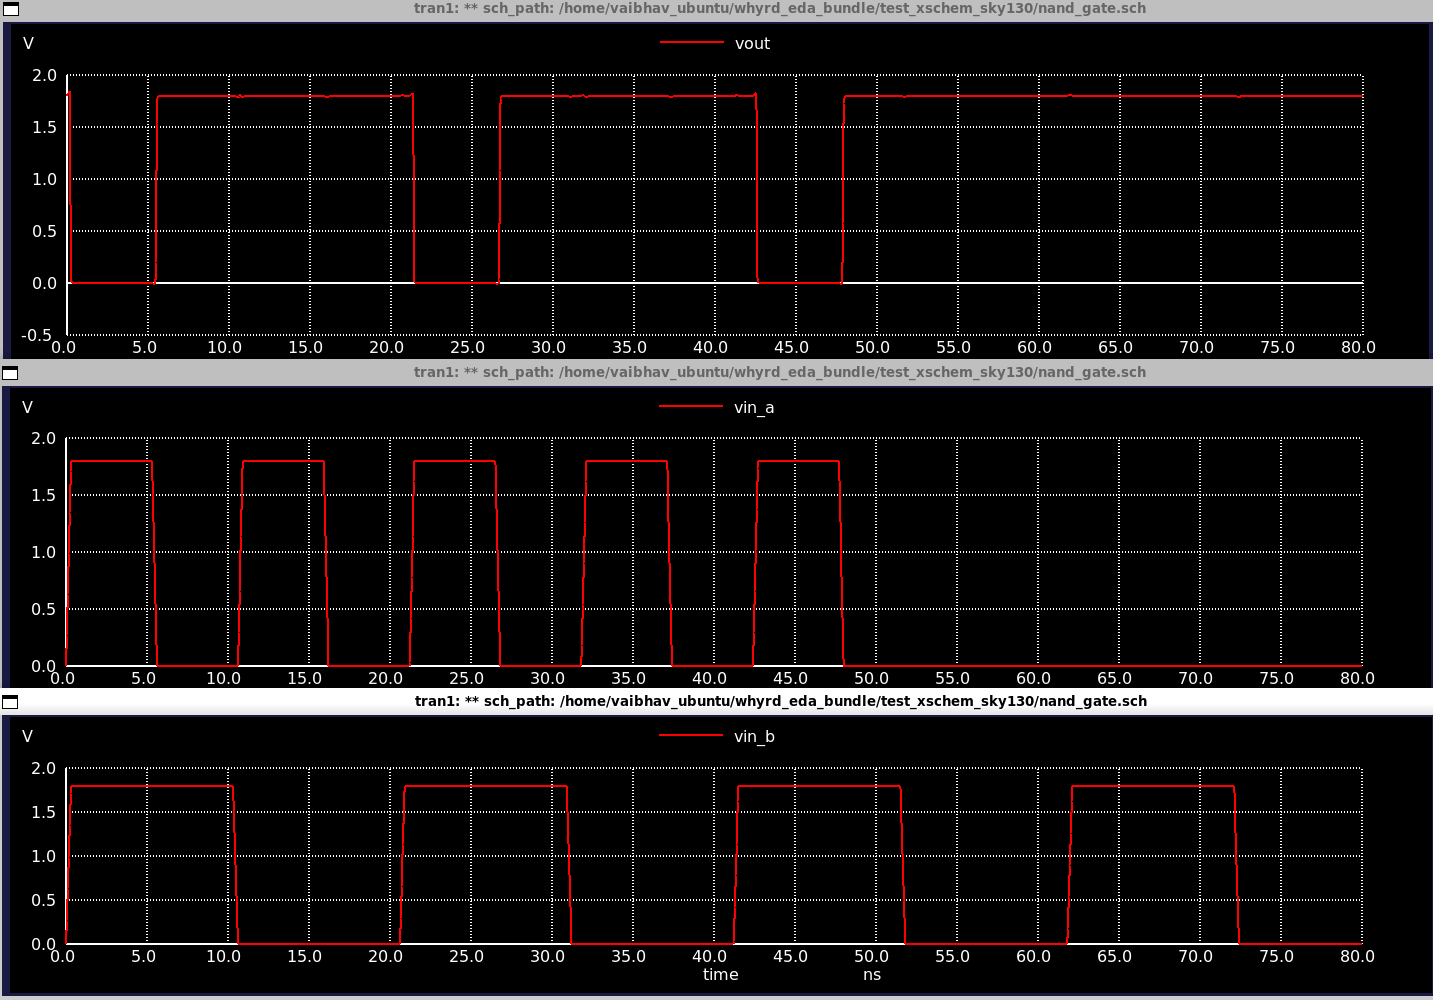 tran1: ** sch_path: /home/vaibhav_ubuntu/whyrd_eda_bundle/test_xschem_sky130/nand_gate.sch
V
vout
2.0
1.5
1.0
0.5
0.0
-0.5
0.0 5.0 10.0 15.0 20.0 25.0 30.0 35.0 40.0 45.0 50.0 55.0 60.0 65.0 70.0 75.0 80.0
tran1: ** sch_path: /home/vaibhav_ubuntu/whyrd_eda_bundle/test_xschem_sky130/nand_gate.sch
V
vin_a
2.0
1.5
1.0
0.5
0.0
0.0 5.0 10.0 15.0 20.0 25.0 30.0 35.0 40.0 45.0 50.0 55.0 60.0 65.0 70.0 75.0 80.0
tran1: ** sch_path: /home/vaibhav_ubuntu/whyrd_eda_bundle/test_xschem_sky130/nand_gate.sch
V
vin_b
2.0
1.5
1.0
0.5
0.0
0.0 5.0 10.0 15.0 20.0 25.0 30.0 35.0 40.0 45.0 50.0 55.0 60.0 65.0 70.0 75.0 80.0
time ns